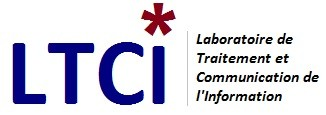 LTCI*
Laboratoire de
Traitement et
Communication de
l'Information